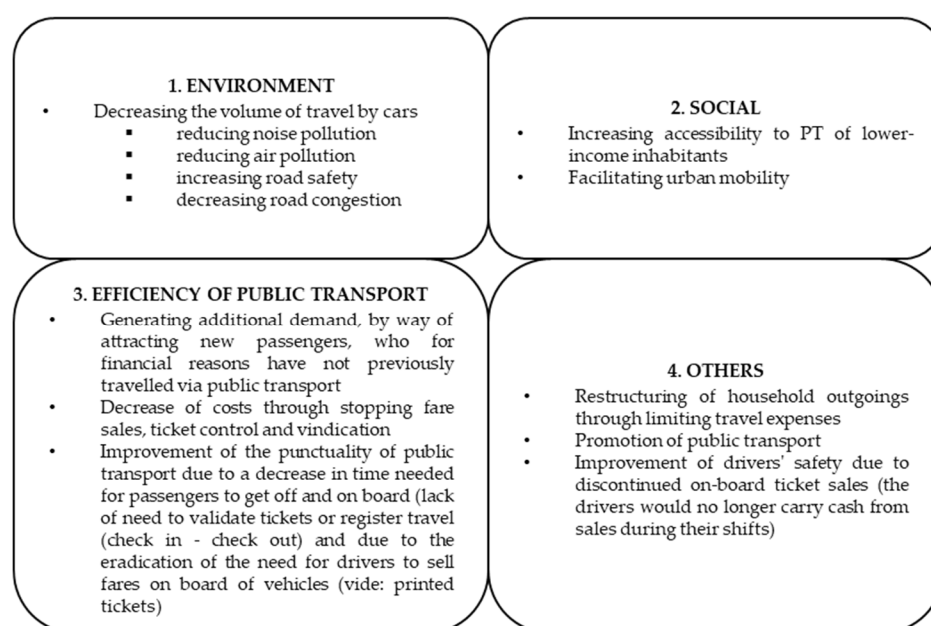 1. ENVIRONMENT
• Decreasing the volume of travel by cars
▪ reducing noise pollution
▪ reducing air pollution
▪ increasing road safety
▪ decreasing road congestion
2. SOCIAL
• Increasing accessibility to PT of lower-
income inhabitants
• Facilitating urban mobility
3. EFFICIENCY OF PUBLIC TRANSPORT
• Generating additional demand, by way of
attracting new passengers, who for
financial reasons have not previously
travelled via public transport
• Decrease of costs through stopping fare
sales, ticket control and vindication
• Improvement of the punctuality of public
transport due to a decrease in time needed
for passengers to get off and on board (lack
of need to validate tickets or register travel
(check in - check out) and due to the
eradication of the need for drivers to sell
fares on board of vehicles (vide: printed
tickets)
4. OTHERS
• Restructuring of household outgoings
through limiting travel expenses
• Promotion of public transport
• Improvement of drivers' safety due to
discontinued on-board ticket sales (the
drivers would no longer carry cash from
sales during their shifts)